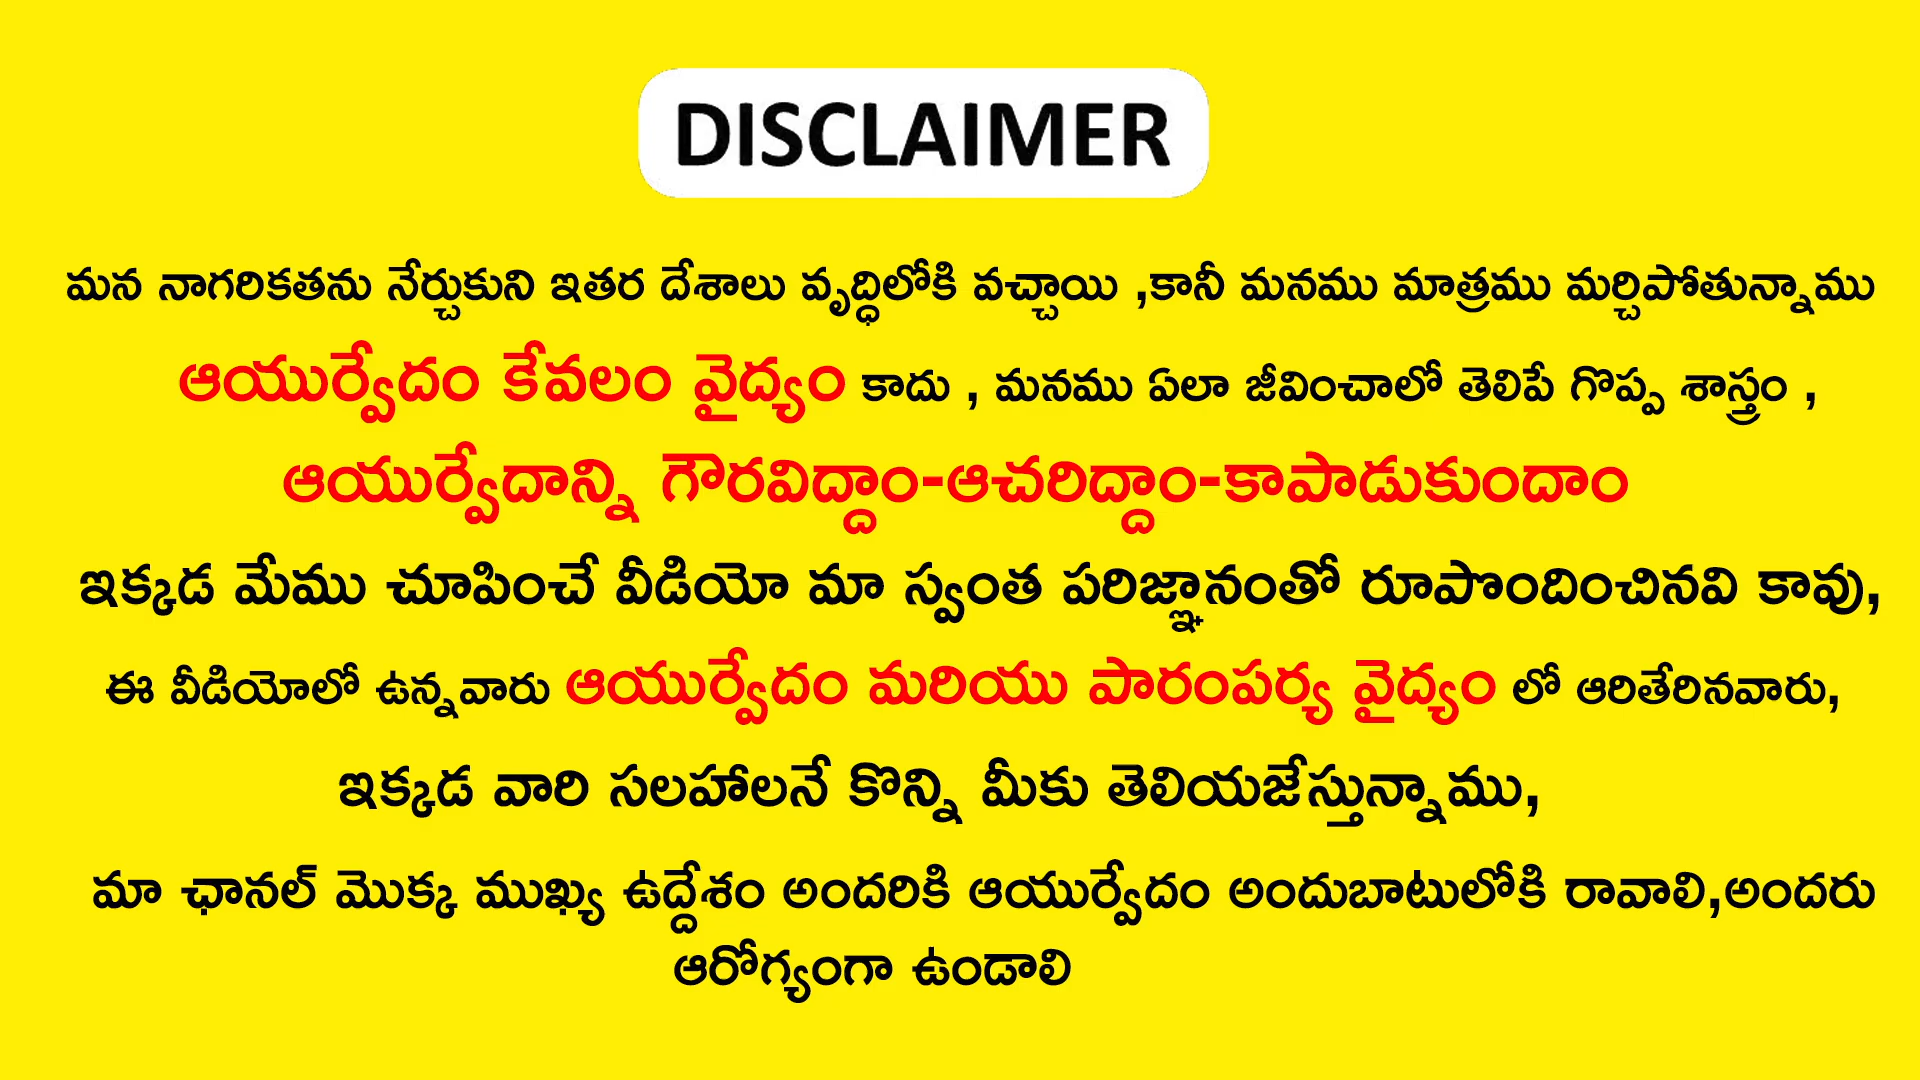 DISCLAIMER
మన నాగరికతను నేర్చుకుని ఇతర దేశాలు వృద్ధిలోకి వచ్చాయి ,కానీ మనము మాత్రము మర్చిపోతున్నాము
ఆయుర్వేదం కేవలం వైద్యం కాదు , మనము ఏలా జీవించాలో తెలిపే గొప్ప శాస్త్రం ,
ఆయుర్వేదాన్ని గౌరవిద్దాం-ఆచరిద్దాం-కాపాడుకుందాం
ఇక్కడ మేము చూపించే వీడియో మా స్వంత పరిజ్ఞానంతో రూపొందించినవి కావు,
ఈ వీడియోలో ఉన్నవారు ఆయుర్వేదం మరియు పారంపర్య వైద్యం లో ఆరితేరినవారు,
ఇక్కడ వారి సలహాలనే కొన్ని మీకు తెలియజేస్తున్నాము,
మా ఛానల్ మొక్క ముఖ్య ఉద్దేశం అందరికి ఆయుర్వేదం అందుబాటులోకి రావాలి,అందరు
ఆరోగ్యంగా ఉండాలి